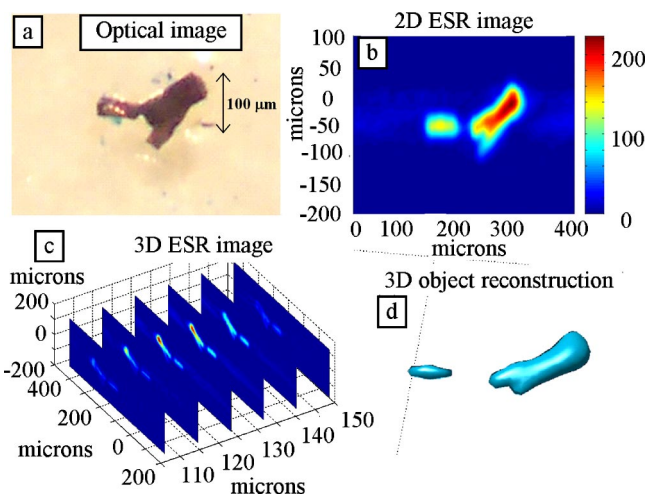 a
Optical image
100 μm
2D ESR image
b
microns
100
50
0
-50
-100
-150
-200
0 100 200 300 400
microns
200
100
0
c
3D ESR image
microns
200
0
-200
400
200
0
200
microns
110 120 130 140 150
microns
3D object reconstruction
d